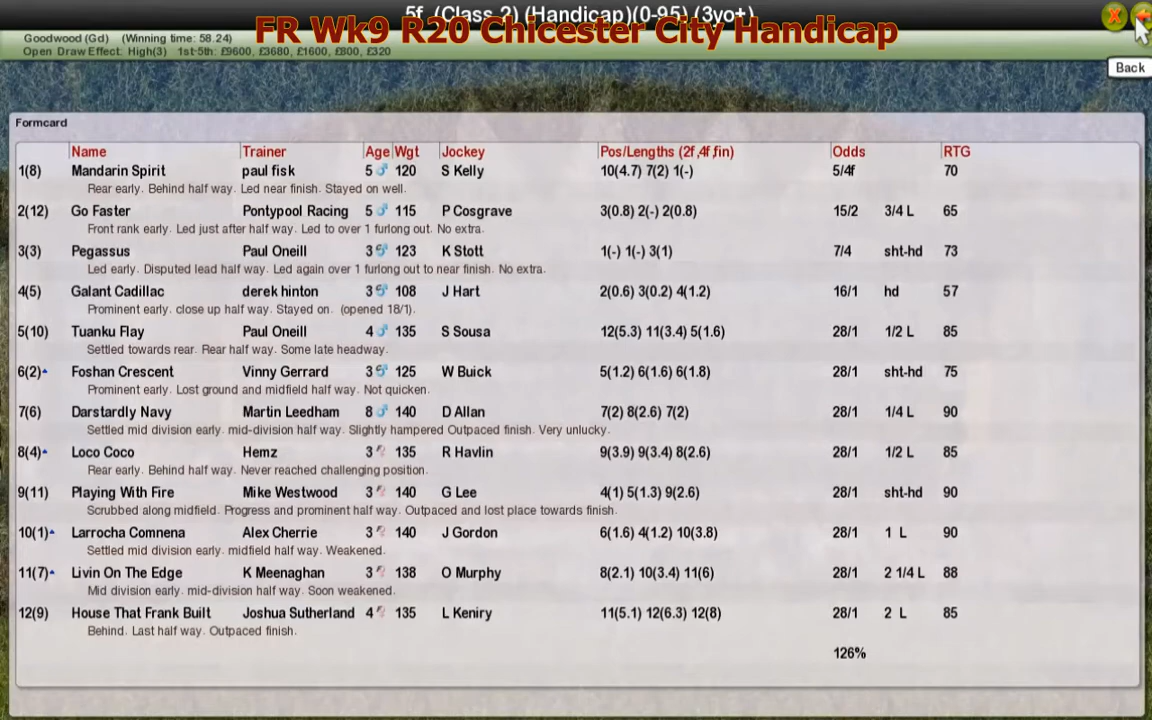 5f. (Class 2) (Handicap)(0-95) (3yo+)
FR Wk9 R20 Chicester City Handicap
Goodwood (Gd) (Winning time: 58.24)
Open Draw Effect: High(3) 1st-5th: £9600, £3680, £1600, £800, £320
Back
Formcard
Name Trainer Age Wgt Jockey Pos/Lengths (2f,4f,fin) Odds RTG
1(8) Mandarin Spirit paul fisk 5 120 S Kelly 10(4.7) 7(2) 1(-) 5/4f 70
Rear early. Behind half way. Led near finish. Stayed on well.
2(12) Go Faster Pontypool Racing 5 115 P Cosgrave 3(0.8) 2(-) 2(0.8) 15/2 3/4 L 65
Front rank early. Led just after half way. Led to over 1 furlong out. No extra.
3(3) Pegassus Paul Oneill 3 123 K Stott 1(-) 1(-) 3(1) 7/4 sht-hd 73
Led early. Disputed lead half way. Led again over 1 furlong out to near finish. No extra.
4(5) Galant Cadillac derek hinton 3 108 J Hart 2(0.6) 3(0.2) 4(1.2) 16/1 hd 57
Prominent early. close up half way. Stayed on. (opened 18/1).
5(10) Tuanku Flay Paul Oneill 4 135 S Sousa 12(5.3) 11(3.4) 5(1.6) 28/1 1/2 L 85
Settled towards rear. Rear half way. Some late headway.
6(2) Foshan Crescent Vinny Gerrard 3 125 W Buick 5(1.2) 6(1.6) 6(1.8) 28/1 sht-hd 75
Prominent early. Lost ground and midfield half way. Not quicken.
7(6) Darstardly Navy Martin Leedham 8 140 D Allan 7(2) 8(2.6) 7(2) 28/1 1/4 L 90
Settled mid division early. mid-division half way. Slightly hampered Outpaced finish. Very unlucky.
8(4) Loco Coco Hemz 3 135 R Havlin 9(3.9) 9(3.4) 8(2.6) 28/1 1/2 L 85
Rear early. Behind half way. Never reached challenging position.
9(11) Playing With Fire Mike Westwood 3 140 G Lee 4(1) 5(1.3) 9(2.6) 28/1 sht-hd 90
Scrubbed along midfield. Progress and prominent half way. Outpaced and lost place towards finish.
10(1) Larrocha Comnena Alex Cherrie 3 140 J Gordon 6(1.6) 4(1.2) 10(3.8) 28/1 1 L 90
Settled mid division early. midfield half way. Weakened.
11(7) Livin On The Edge K Meenaghan 3 138 O Murphy 8(2.1) 10(3.4) 11(6) 28/1 2 1/4 L 88
Mid division early. mid-division half way. Soon weakened.
12(9) House That Frank Built Joshua Sutherland 4 135 L Keniry 11(5.1) 12(6.3) 12(8) 28/1 2 L 85
Behind. Last half way. Outpaced finish.
126%